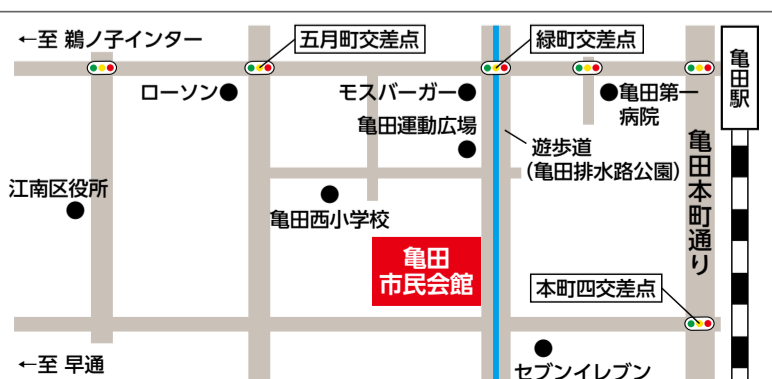 ←至 鵜ノ子インター
五月町交差点
緑町交差点
亀田駅
ローソン
モスバーガー
亀田第一
病院
亀田運動広場
遊歩道
(亀田排水路公園)
亀田本町通り
江南区役所
亀田西小学校
亀田
市民会館
本町四交差点
←至 早通
セブンイレブン